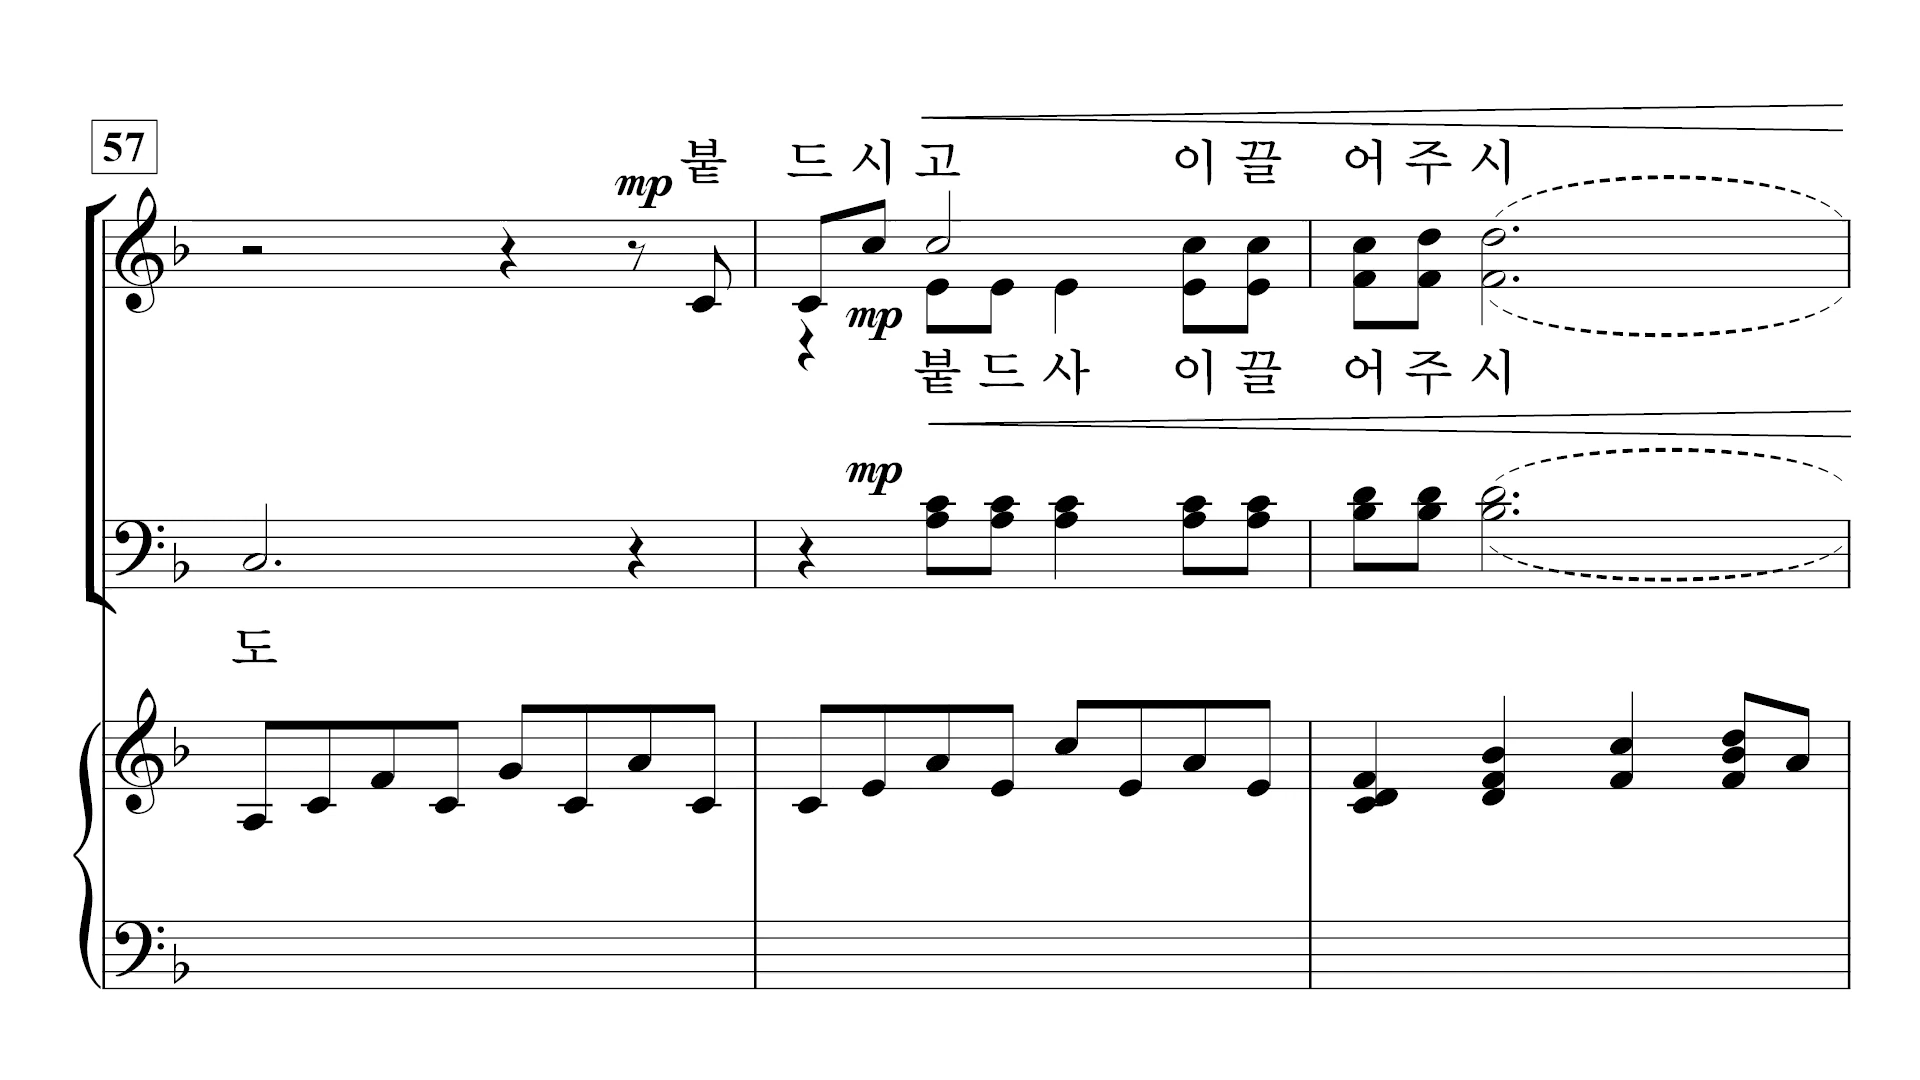 57
mp 붙 드 시 고 이 끌 어 주 시
mp
붙 드 사 이 끌 어 주 시
mp
도